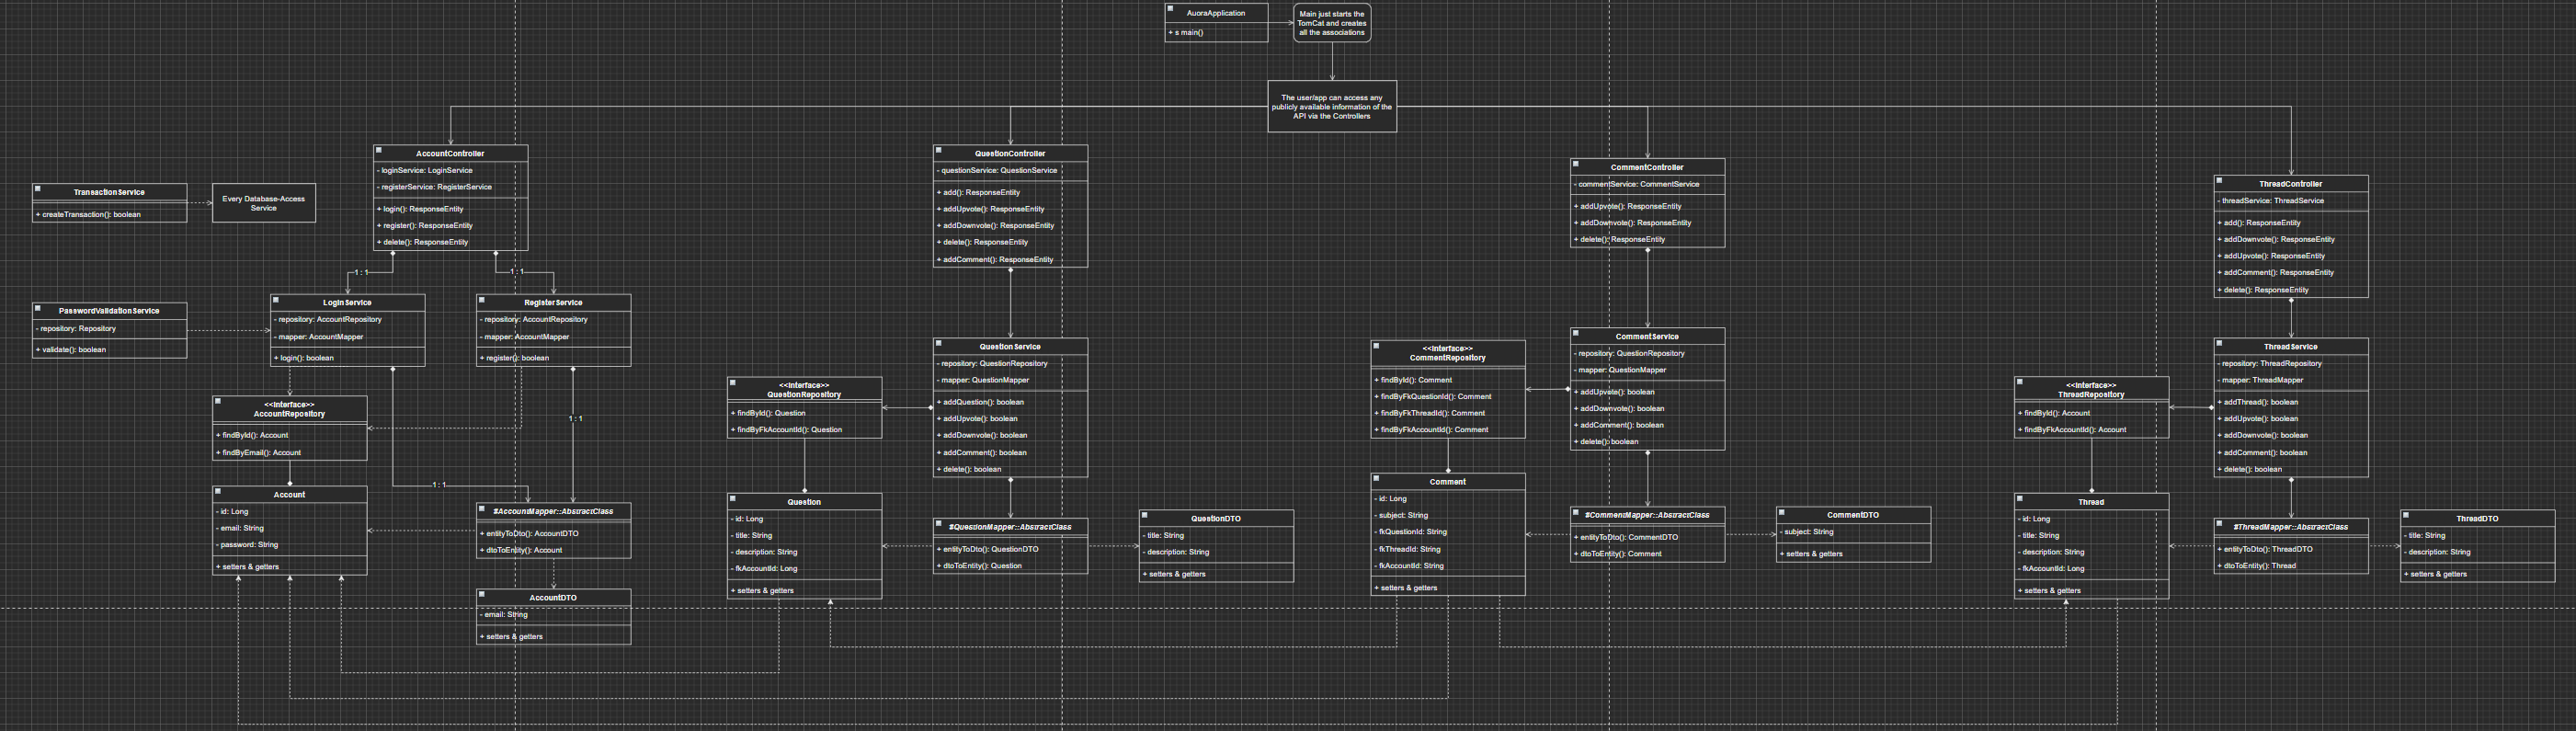 AuoraApplication
+ s main()
Main just starts the
TomCat and creates
all the associations
The user/app can access any
publicly available information of the
API via the Controllers
TransactionService
+ createTransaction(): boolean
Every Database-Access
Service
AccountController
- loginService: LoginService
- registerService: RegisterService
+ login(): ResponseEntity
+ register(): ResponseEntity
+ delete(): ResponseEntity
1 : 1
1 : 1
PasswordValidationService
- repository: Repository
+ validate(): boolean
LoginService
- repository: AccountRepository
- mapper: AccountMapper
+ login(): boolean
RegisterService
- repository: AccountRepository
- mapper: AccountMapper
+ register(): boolean
<<Interface>>
AccountRepository
+ findById(): Account
+ findByEmail(): Account
1 : 1
1 : 1
Account
- id: Long
- email: String
- password: String
+ setters & getters
#AccountMapper::AbstractClass
+ entityToDto(): AccountDTO
+ dtoToEntity(): Account
AccountDTO
- email: String
+ setters & getters
QuestionController
- questionService: QuestionService
+ add(): ResponseEntity
+ addUpvote(): ResponseEntity
+ addDownvote(): ResponseEntity
+ delete(): ResponseEntity
+ addComment(): ResponseEntity
QuestionService
- repository: QuestionRepository
- mapper: QuestionMapper
+ addQuestion(): boolean
+ addUpvote(): boolean
+ addDownvote(): boolean
+ addComment(): boolean
+ delete(): boolean
<<Interface>>
QuestionRepository
+ findById(): Question
+ findByFkAccountId(): Question
Question
- id: Long
- title: String
- description: String
- fkAccountId: Long
+ setters & getters
#QuestionMapper::AbstractClass
+ entityToDto(): QuestionDTO
+ dtoToEntity(): Question
QuestionDTO
- title: String
- description: String
+ setters & getters
CommentController
- commentService: CommentService
+ addUpvote(): ResponseEntity
+ addDownvote(): ResponseEntity
+ delete(): ResponseEntity
CommentService
- repository: QuestionRepository
- mapper: QuestionMapper
+ addUpvote(): boolean
+ addDownvote(): boolean
+ addComment(): boolean
+ delete(): boolean
<<Interface>>
CommentRepository
+ findById(): Comment
+ findByFkQuestionId(): Comment
+ findByFkThreadId(): Comment
+ findByFkAccountId(): Comment
Comment
- id: Long
- subject: String
- fkQuestionId: String
- fkThreadId: String
- fkAccountId: String
+ setters & getters
#CommentMapper::AbstractClass
+ entityToDto(): CommentDTO
+ dtoToEntity(): Comment
CommentDTO
- subject: String
+ setters & getters
ThreadController
- threadService: ThreadService
+ add(): ResponseEntity
+ addDownvote(): ResponseEntity
+ addUpvote(): ResponseEntity
+ addComment(): ResponseEntity
+ delete(): ResponseEntity
ThreadService
- repository: ThreadRepository
- mapper: ThreadMapper
+ addThread(): boolean
+ addUpvote(): boolean
+ addDownvote(): boolean
+ addComment(): boolean
+ delete(): boolean
<<Interface>>
ThreadRepository
+ findById(): Account
+ findByFkAccountId(): Account
Thread
- id: Long
- title: String
- description: String
- fkAccountId: Long
+ setters & getters
#ThreadMapper::AbstractClass
+ entityToDto(): ThreadDTO
+ dtoToEntity(): Thread
ThreadDTO
- title: String
- description: String
+ setters & getters